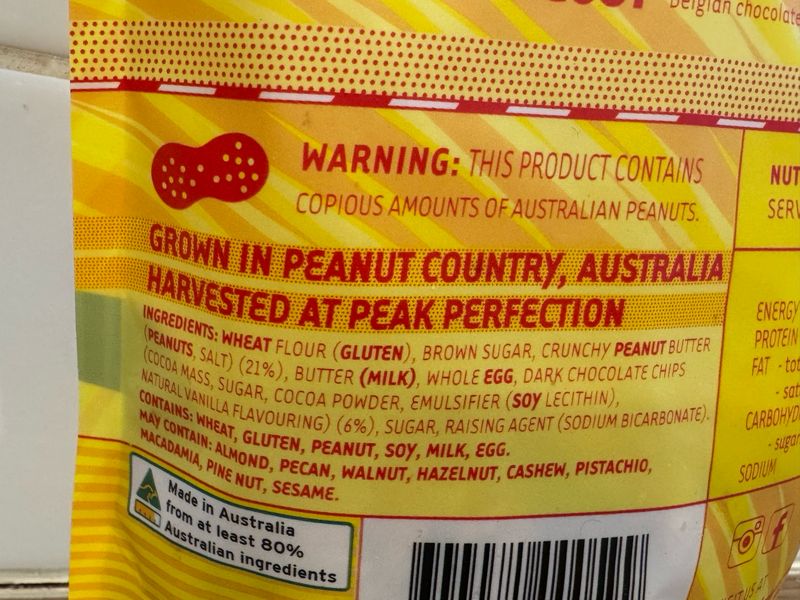 Belgian chocolate
WARNING: THIS PRODUCT CONTAINS
COPIOUS AMOUNTS OF AUSTRALIAN PEANUTS.
GROWN IN PEANUT COUNTRY, AUSTRALIA
HARVESTED AT PEAK PERFECTION
INGREDIENTS: WHEAT FLOUR (GLUTEN), BROWN SUGAR, CRUNCHY PEANUT BUTTER
(PEANUTS, SALT) (21%), BUTTER (MILK), WHOLE EGG, DARK CHOCOLATE CHIPS
(COCOA MASS, SUGAR, COCOA POWDER, EMULSIFIER (SOY LECITHIN),
NATURAL VANILLA FLAVOURING) (6%), SUGAR, RAISING AGENT (SODIUM BICARBONATE).
CONTAINS: WHEAT, GLUTEN, PEANUT, SOY, MILK, EGG.
MAY CONTAIN: ALMOND, PECAN, WALNUT, HAZELNUT, CASHEW, PISTACHIO,
MACADAMIA, PINE NUT, SESAME.
Made in Australia
from at least 80%
Australian ingredients
NUT
SERV
ENERGY
PROTEIN
FAT - tot
- sat
CARBOHYD
- sugar
SODIUM